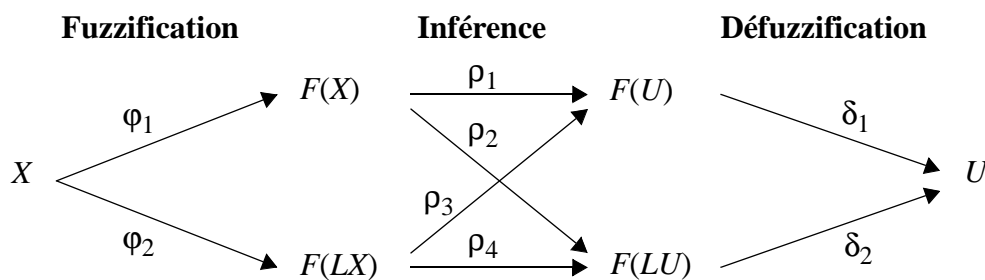 Fuzzification Inférence Défuzzification
F(X) ρ1 F(U)
φ1 ρ2 δ1
X U
φ2 ρ3 δ2
F(LX) ρ4 F(LU)